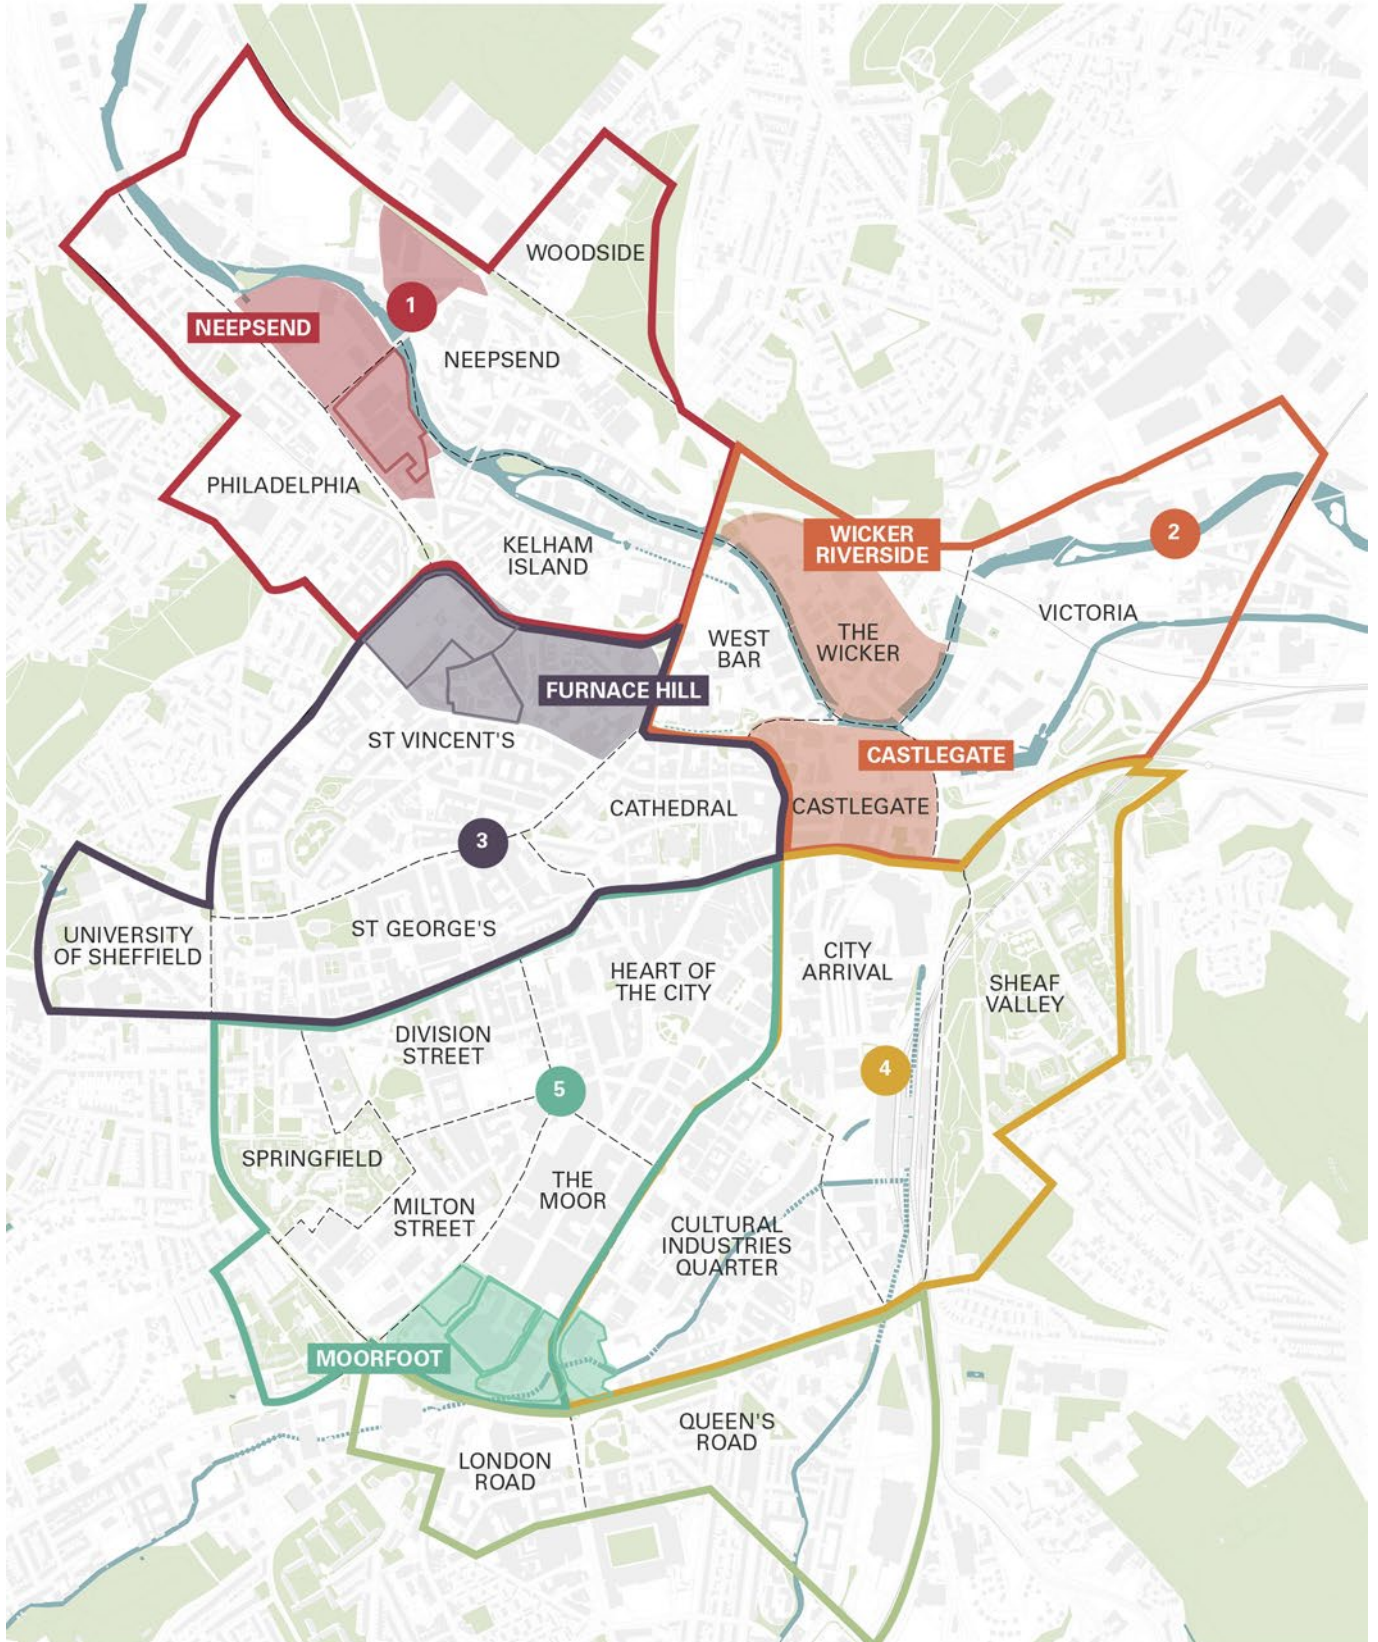 WOODSIDE
1
NEEPSEND
NEEPSEND
PHILADELPHIA
KELHAM
ISLAND
WICKER
RIVERSIDE
2
VICTORIA
WEST
BAR
THE
WICKER
FURNACE HILL
ST VINCENT'S
CASTLEGATE
CATHEDRAL
CASTLEGATE
3
ST GEORGE'S
UNIVERSITY
OF SHEFFIELD
HEART OF
THE CITY
CITY
ARRIVAL
SHEAF
VALLEY
DIVISION
STREET
4
5
SPRINGFIELD
MILTON
STREET
THE
MOOR
CULTURAL
INDUSTRIES
QUARTER
MOORFOOT
QUEEN'S
ROAD
LONDON
ROAD